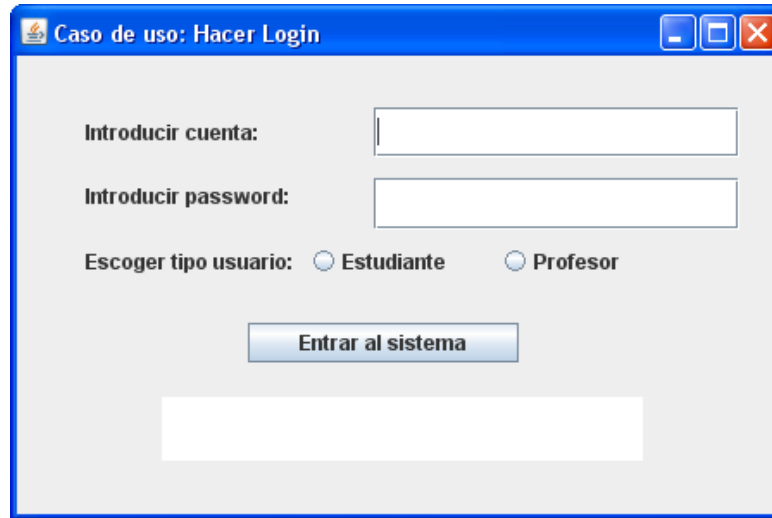 Caso de uso: Hacer Login
Introducir cuenta:
Introducir password:
Escoger tipo usuario: Estudiante Profesor
Entrar al sistema